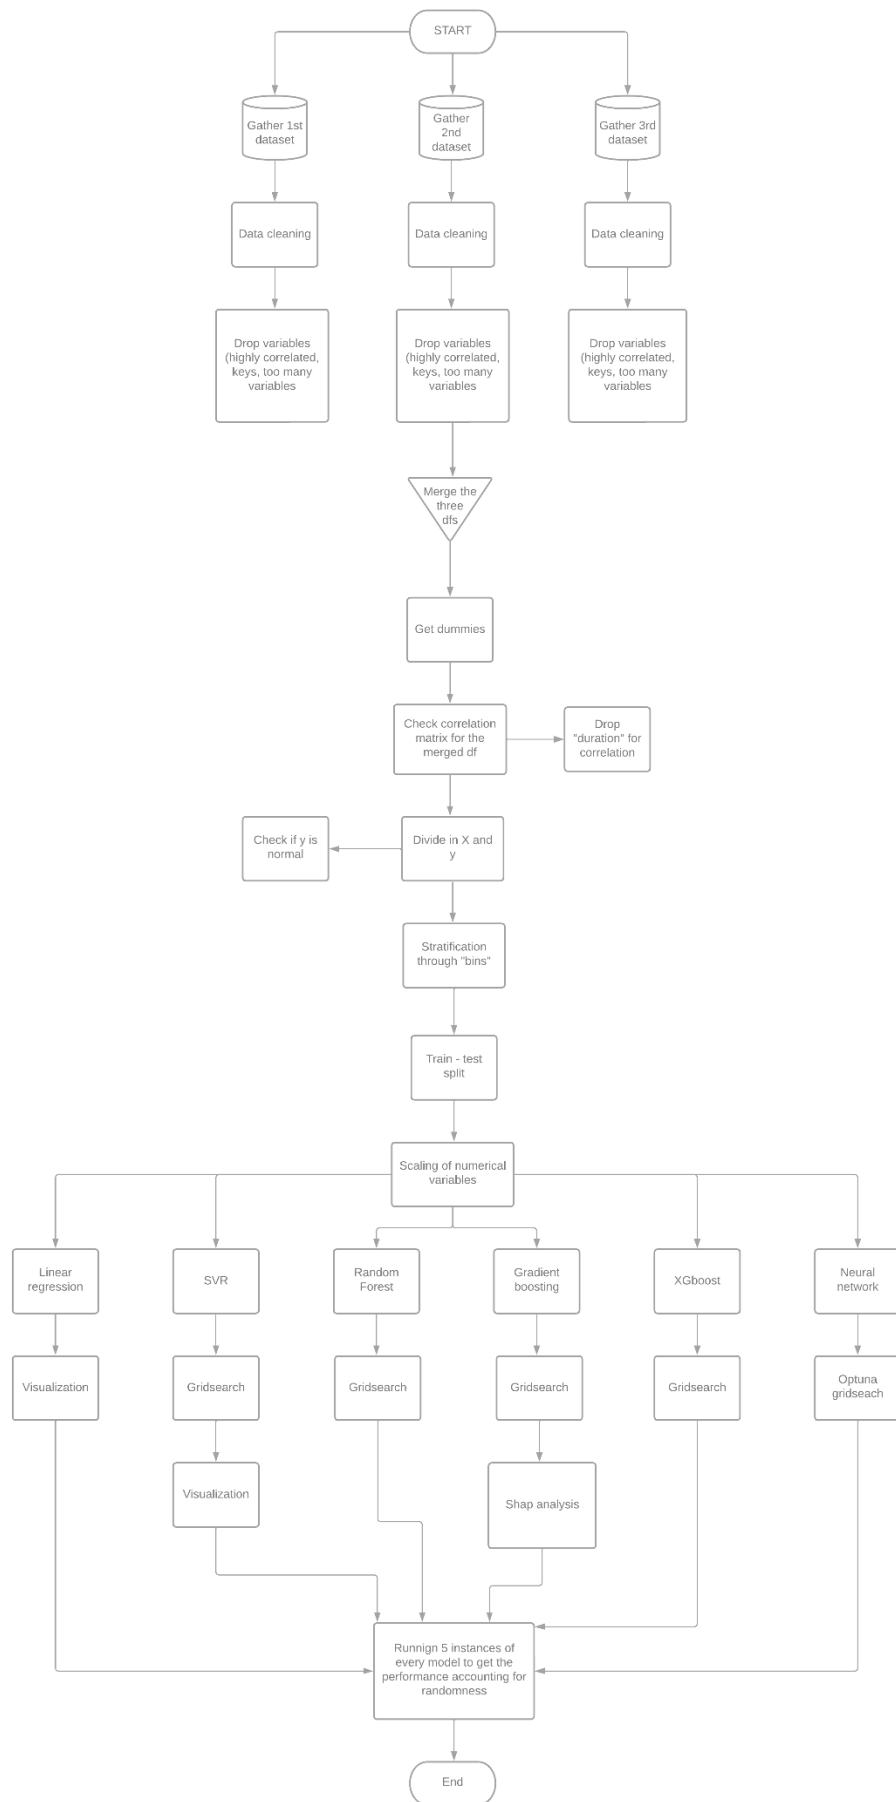 START
Gather 1st
dataset
Gather
2nd
dataset
Gather 3rd
dataset
Data cleaning
Data cleaning
Data cleaning
Drop variables
(highly correlated,
keys, too many
variables
Drop variables
(highly correlated,
keys, too many
variables
Drop variables
(highly correlated,
keys, too many
variables
Merge the
three
dfs
Get dummies
Check correlation
matrix for the
merged df
Drop
"duration" for
correlation
Check if y is
normal
Divide in X and
y
Stratification
through "bins"
Train - test
split
Scaling of numerical
variables
Linear
regression
SVR
Random
Forest
Gradient
boosting
XGboost
Neural
network
Visualization
Gridsearch
Gridsearch
Gridsearch
Gridsearch
Optuna
gridseach
Visualization
Shap analysis
Runnign 5 instances of
every model to get the
performance accounting for
randomness
End